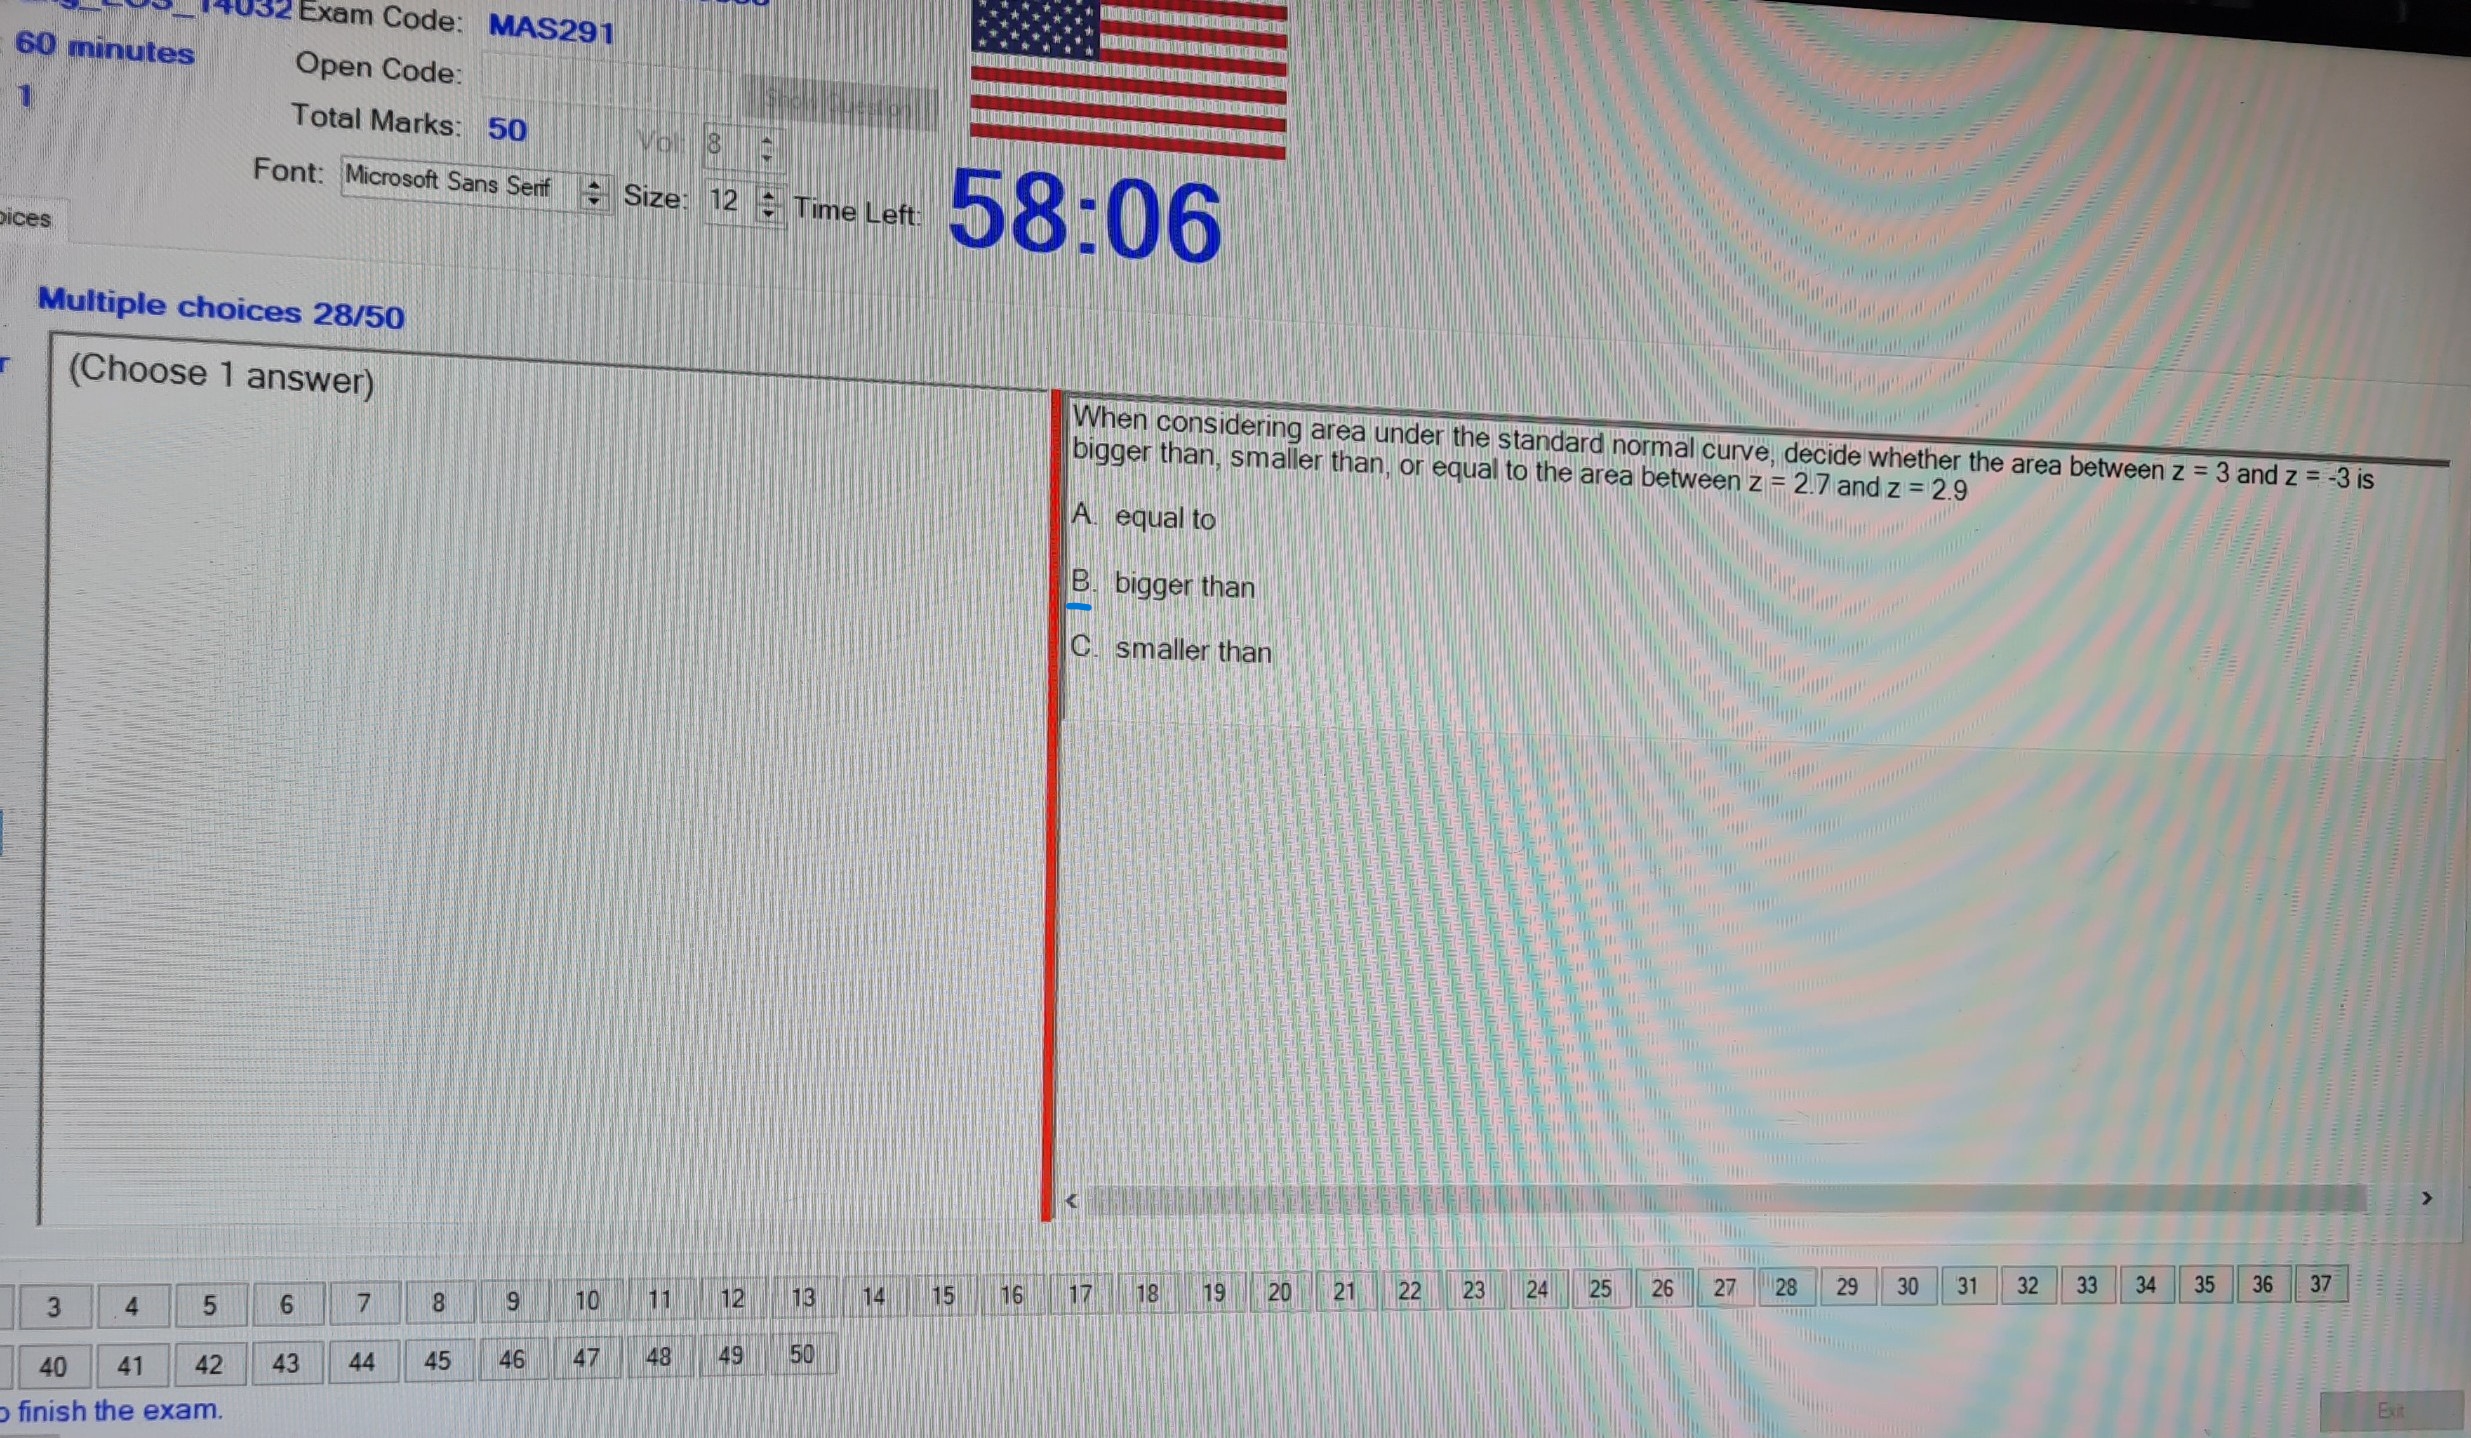 14032 Exam Code: MAS291
60 minutes
Open Code:
Show Question
1
Total Marks: 50
Vol: 8
Font: Microsoft Sans Serif Size: 12 Time Left: 58:06
Multiple choices 28/50
(Choose 1 answer)
When considering area under the standard normal curve, decide whether the area between z = 3 and z = -3 is
bigger than, smaller than, or equal to the area between z = 2.7 and z = 2.9
A. equal to
B. bigger than
C. smaller than
3 4 5 6 7 8 9 10 11 12 13 14 15 16 17 18 19 20 21 22 23 24 25 26 27 28 29 30 31 32 33 34 35 36 37
40 41 42 43 44 45 46 47 48 49 50
finish the exam.
Exit